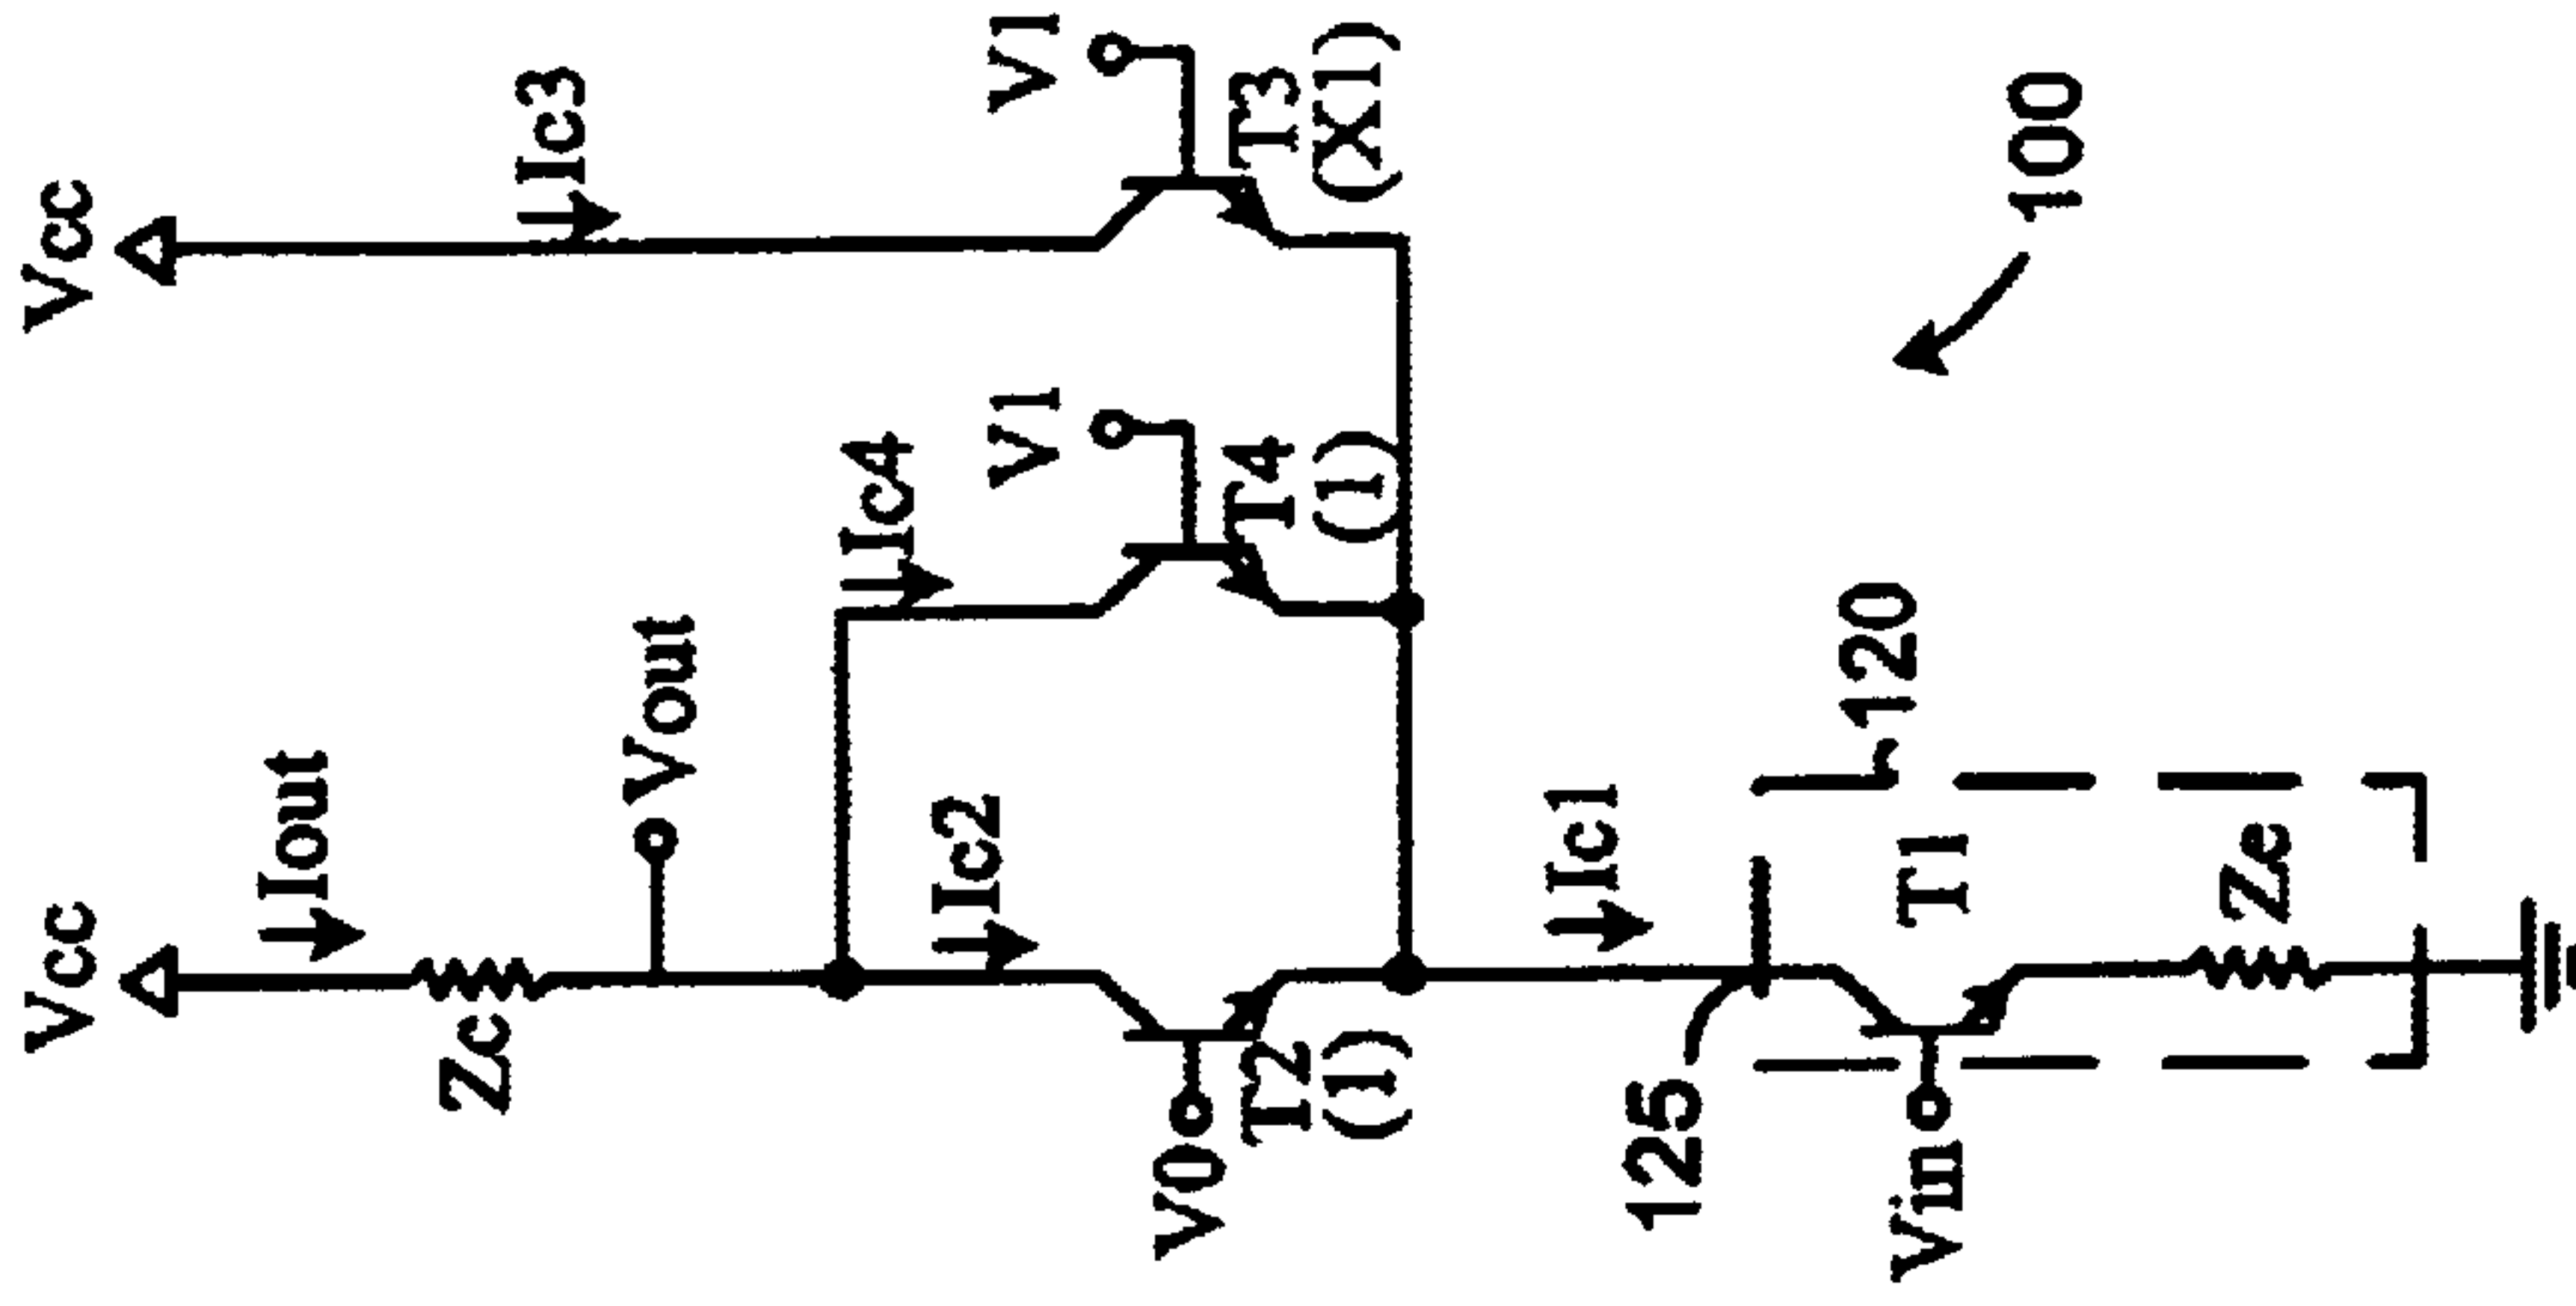 Vcc
Vcc
Iout
Ic3
Zc
Vout
Ic4
V1
V1
Ic2
V0
T2
(1)
T4
(1)
T3
(X1)
Ic1
125
120
100
Vin
T1
Ze